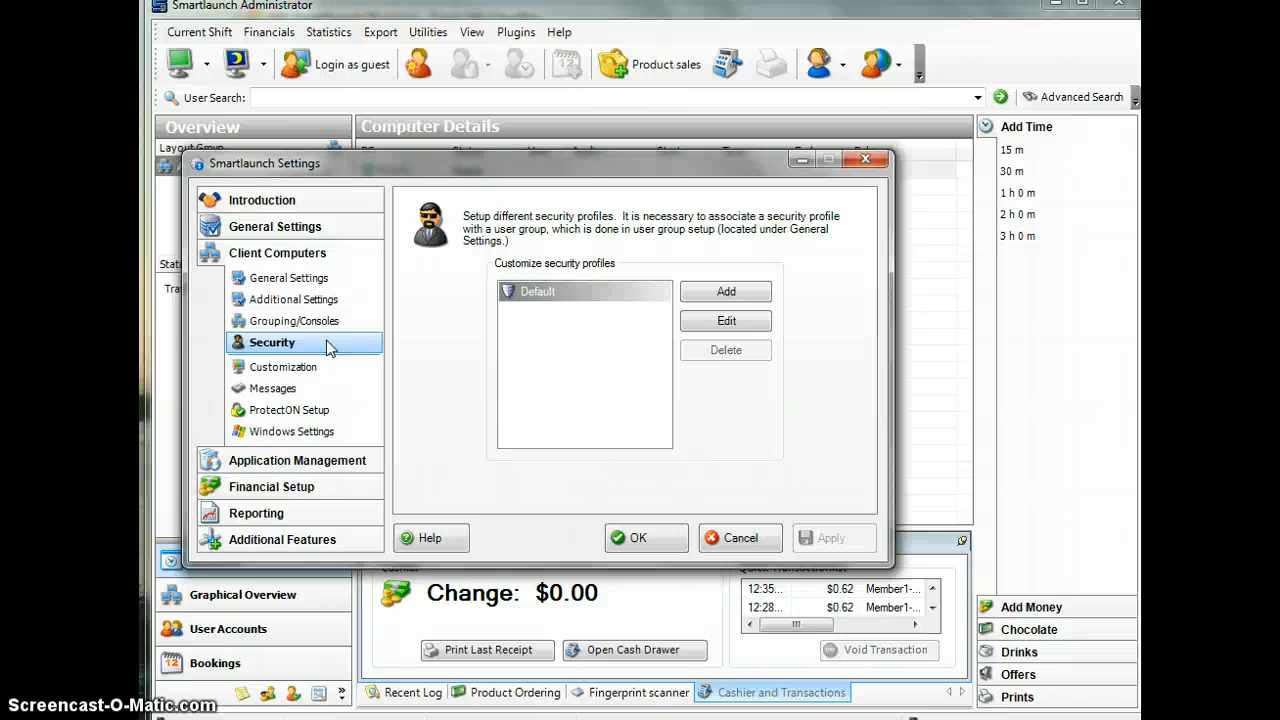 Smartlaunch Administrator
Current Shift Financials Statistics Export Utilities View Plugins Help
Login as guest Product sales
User Search: Advanced Search
Overview
Computer Details
Add Time
15 m
30 m
1 h 0 m
2 h 0 m
3 h 0 m
Layout Group
Smartlaunch Settings
Introduction
General Settings
Client Computers
General Settings
Additional Settings
Grouping/Consoles
Security
Customization
Messages
ProtectON Setup
Windows Settings
Application Management
Financial Setup
Reporting
Additional Features
Setup different security profiles. It is necessary to associate a security profile
with a user group, which is done in user group setup (located under General
Settings.)
Customize security profiles
Default
Add
Edit
Delete
Help OK Cancel Apply
Graphical Overview
User Accounts
Bookings
Change: $0.00
Print Last Receipt Open Cash Drawer
12:35... $0.62 Member1-...
12:28... $0.62 Member1-...
Void Transaction
Recent Log Product Ordering Fingerprint scanner Cashier and Transactions
Add Money
Chocolate
Drinks
Offers
Prints
Screencast-O-Matic.com